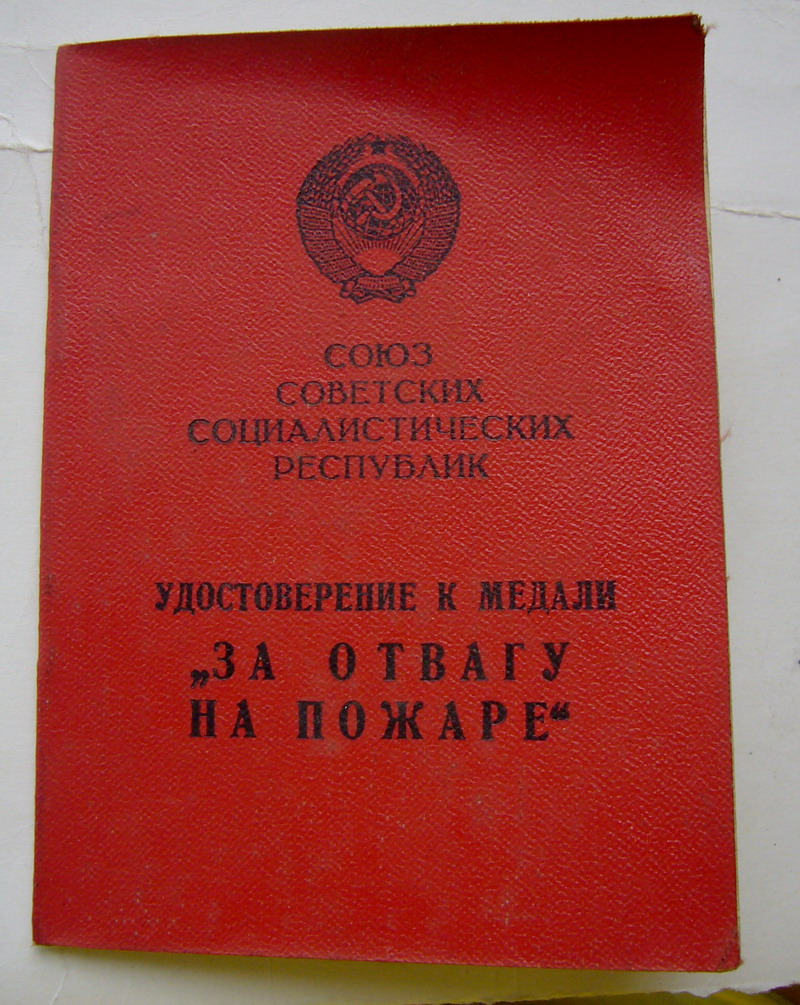 СОЮЗ
СОВЕТСКИХ
СОЦИАЛИСТИЧЕСКИХ
РЕСПУБЛИК
УДОСТОВЕРЕНИЕ К МЕДАЛИ
„ЗА ОТВАГУ
НА ПОЖАРЕ“